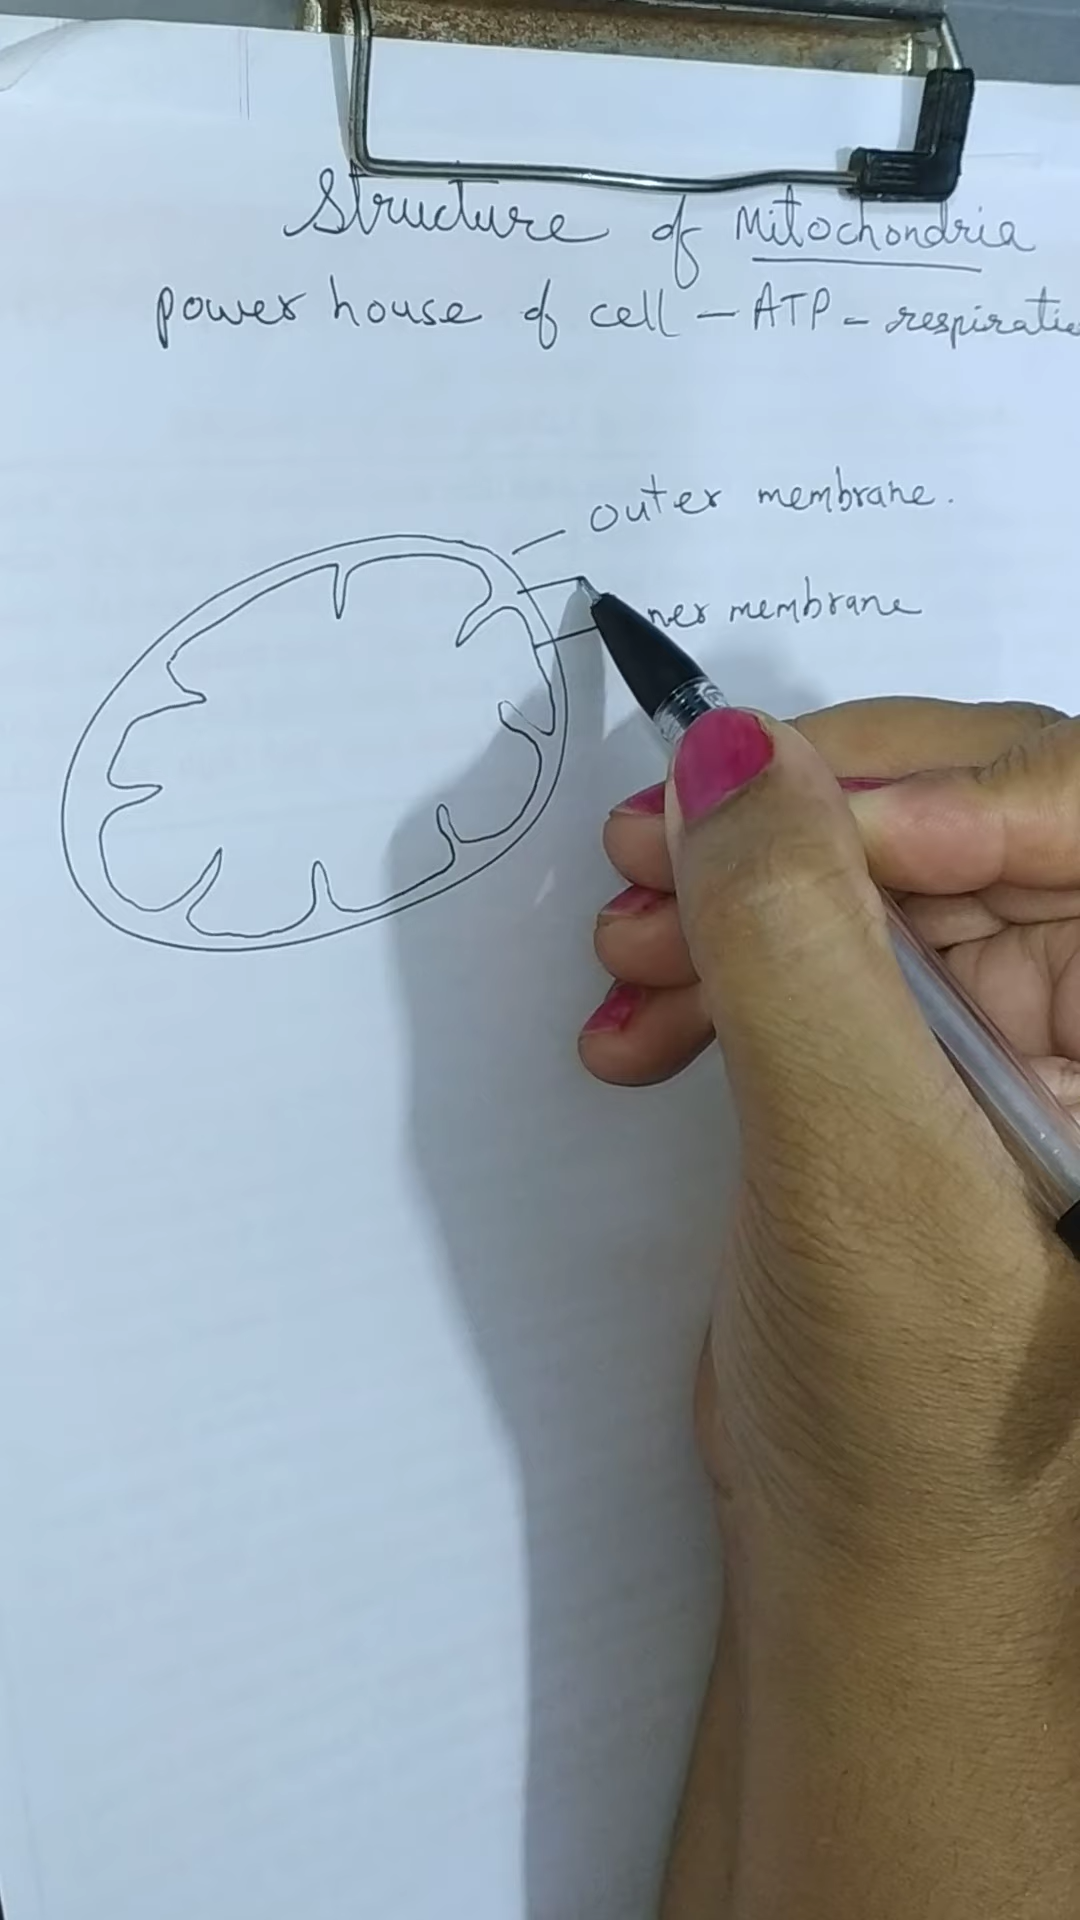 Structure of Mitochondria
power house of cell – ATP – respiratio
outer membrane.
ner membrane